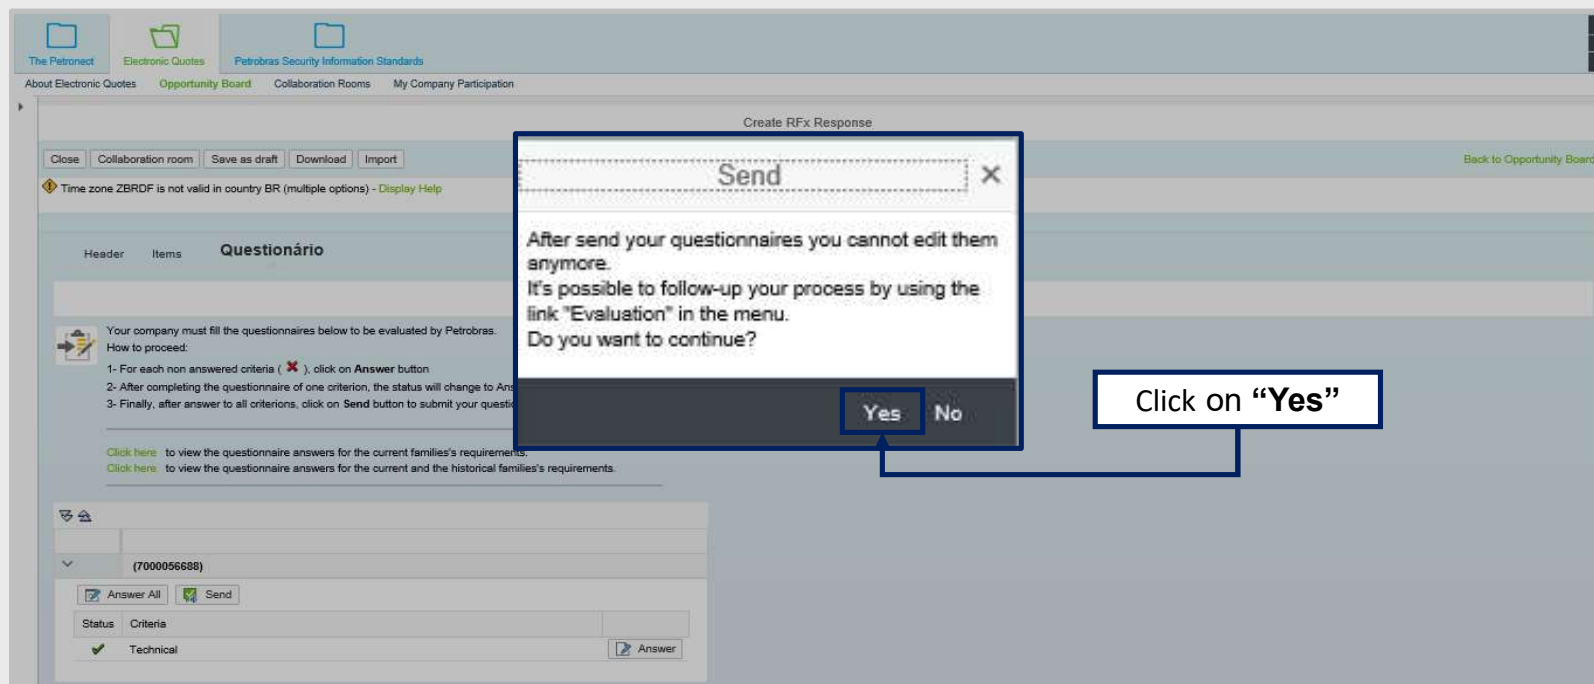 The Petronect
Electronic Quotes
Petrobras Security Information Standards
About Electronic Quotes
Opportunity Board
Collaboration Rooms
My Company Participation
Create RFx Response
Close
Collaboration room
Save as draft
Download
Import
Back to Opportunity Board
Time zone ZBRDF is not valid in country BR (multiple options) - Display Help
Header
Items
Questionário
Send
After send your questionnaires you cannot edit them
anymore.
It's possible to follow-up your process by using the
link "Evaluation" in the menu.
Do you want to continue?
Yes
No
Click on “Yes”
Your company must fill the questionnaires below to be evaluated by Petrobras.
How to proceed:
1- For each non answered criteria ( ), click on Answer button
2- After completing the questionnaire of one criterion, the status will change to
3- Finally, after answer to all criterions, click on Send button to submit your
Click here to view the questionnaire answers for the current families's requirements.
Click here to view the questionnaire answers for the current and the historical families's requirements.
(7000056688)
Answer All
Send
Status
Criteria
Technical
Answer